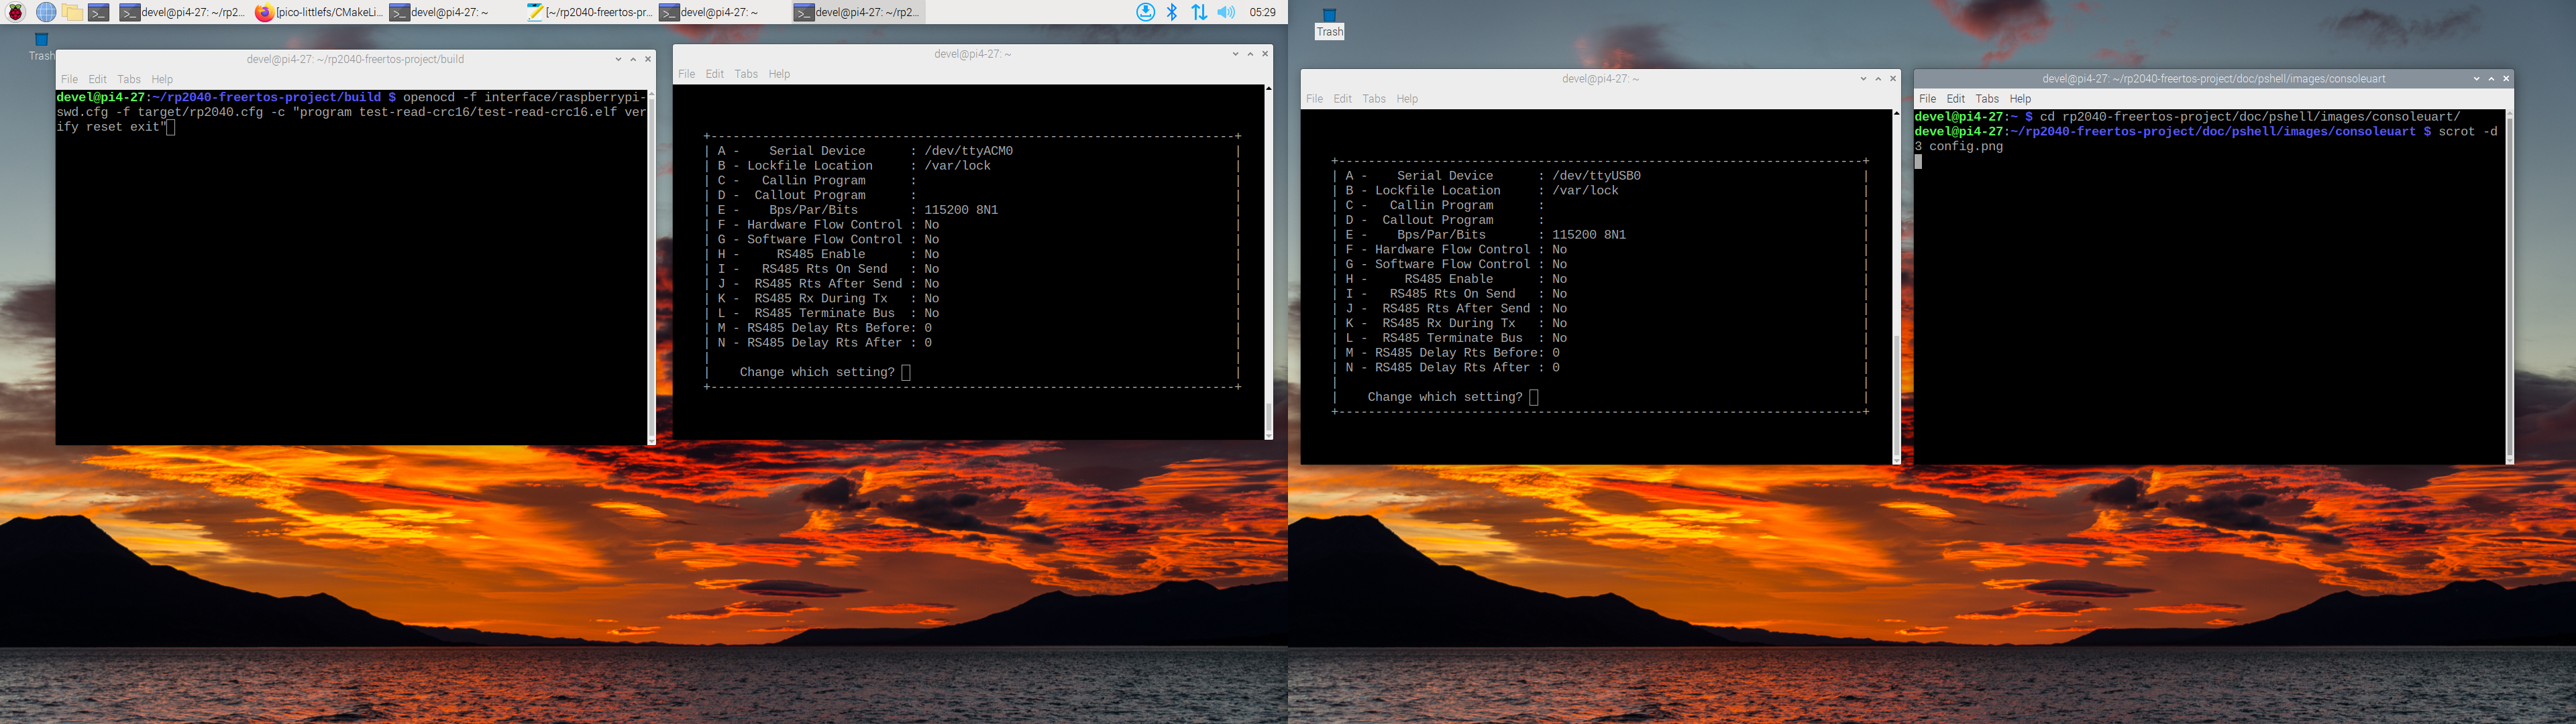 devel@pi4-27: ~/rp2...
[pico-littlefs/CMakeLi...
devel@pi4-27: ~
[~/rp2040-freertos-pr...
devel@pi4-27: ~
devel@pi4-27: ~/rp2...
05:29
Trash
devel@pi4-27: ~/rp2040-freertos-project/build
File Edit Tabs Help
devel@pi4-27:~/rp2040-freertos-project/build $ openocd -f interface/raspberrypi-
swd.cfg -f target/rp2040.cfg -c "program test-read-crc16/test-read-crc16.elf ver
ify reset exit"
devel@pi4-27: ~
File Edit Tabs Help
+-----------------------------------------------------------------------+
| A -    Serial Device      : /dev/ttyACM0                              |
| B - Lockfile Location     : /var/lock                                 |
| C -   Callin Program      :                                           |
| D -  Callout Program      :                                           |
| E -    Bps/Par/Bits       : 115200 8N1                                |
| F - Hardware Flow Control : No                                        |
| G - Software Flow Control : No                                        |
| H -     RS485 Enable      : No                                        |
| I -   RS485 Rts On Send   : No                                        |
| J -  RS485 Rts After Send : No                                        |
| K -  RS485 Rx During Tx   : No                                        |
| L -  RS485 Terminate Bus  : No                                        |
| M - RS485 Delay Rts Before: 0                                         |
| N - RS485 Delay Rts After : 0                                         |
|                                                                       |
|    Change which setting?                                              |
+-----------------------------------------------------------------------+
Trash
devel@pi4-27: ~
File Edit Tabs Help
+-----------------------------------------------------------------------+
| A -    Serial Device      : /dev/ttyUSB0                              |
| B - Lockfile Location     : /var/lock                                 |
| C -   Callin Program      :                                           |
| D -  Callout Program      :                                           |
| E -    Bps/Par/Bits       : 115200 8N1                                |
| F - Hardware Flow Control : No                                        |
| G - Software Flow Control : No                                        |
| H -     RS485 Enable      : No                                        |
| I -   RS485 Rts On Send   : No                                        |
| J -  RS485 Rts After Send : No                                        |
| K -  RS485 Rx During Tx   : No                                        |
| L -  RS485 Terminate Bus  : No                                        |
| M - RS485 Delay Rts Before: 0                                         |
| N - RS485 Delay Rts After : 0                                         |
|                                                                       |
|    Change which setting?                                              |
+-----------------------------------------------------------------------+
devel@pi4-27: ~/rp2040-freertos-project/doc/pshell/images/consoleuart
File Edit Tabs Help
devel@pi4-27:~ $ cd rp2040-freertos-project/doc/pshell/images/consoleuart/
devel@pi4-27:~/rp2040-freertos-project/doc/pshell/images/consoleuart $ scrot -d
3 config.png